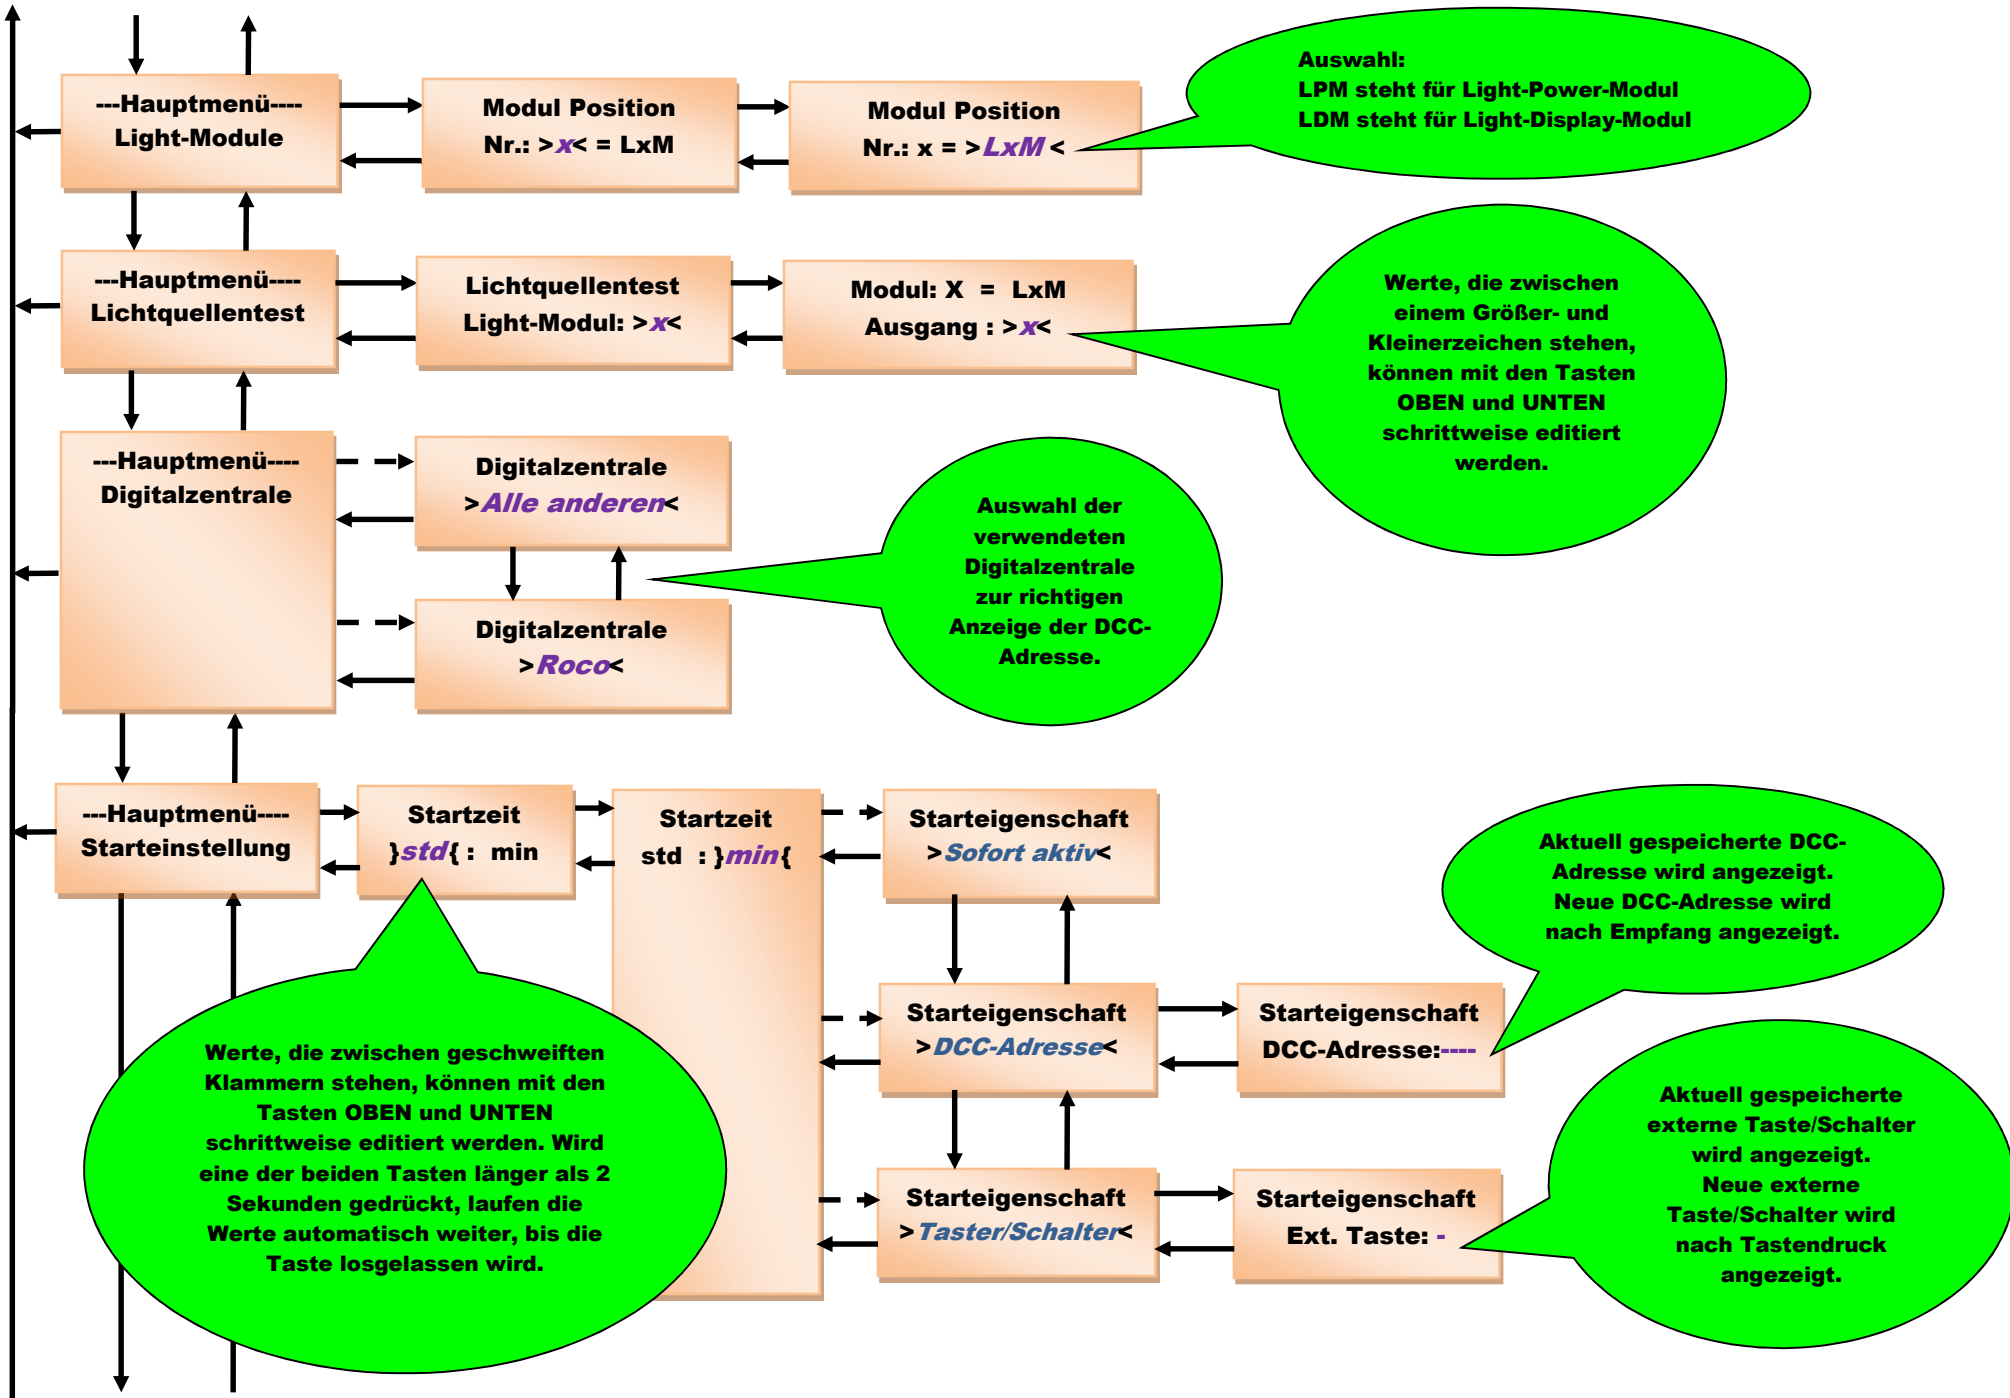 ---Hauptmenü----
Light-Module
Modul Position
Nr.: >x< = LxM
Modul Position
Nr.: x = >LxM <
Auswahl:
LPM steht für Light-Power-Modul
LDM steht für Light-Display-Modul
---Hauptmenü----
Lichtquellentest
Lichtquellentest
Light-Modul: >x<
Modul: X = LxM
Ausgang : >x<
Werte, die zwischen
einem Größer- und
Kleinerzeichen stehen,
können mit den Tasten
OBEN und UNTEN
schrittweise editiert
werden.
---Hauptmenü----
Digitalzentrale
Digitalzentrale
>Alle anderen<
Digitalzentrale
>Roco<
Auswahl der
verwendeten
Digitalzentrale
zur richtigen
Anzeige der DCC-
Adresse.
---Hauptmenü----
Starteinstellung
Startzeit
}std{ : min
Startzeit
std : }min{
Starteigenschaft
>Sofort aktiv<
Starteigenschaft
>DCC-Adresse<
Starteigenschaft
DCC-Adresse:----
Aktuell gespeicherte DCC-
Adresse wird angezeigt.
Neue DCC-Adresse wird
nach Empfang angezeigt.
Starteigenschaft
>Taster/Schalter<
Starteigenschaft
Ext. Taste: -
Aktuell gespeicherte
externe Taste/Schalter
wird angezeigt.
Neue externe
Taste/Schalter wird
nach Tastendruck
angezeigt.
Werte, die zwischen geschweiften
Klammern stehen, können mit den
Tasten OBEN und UNTEN
schrittweise editiert werden. Wird
eine der beiden Tasten länger als 2
Sekunden gedrückt, laufen die
Werte automatisch weiter, bis die
Taste losgelassen wird.